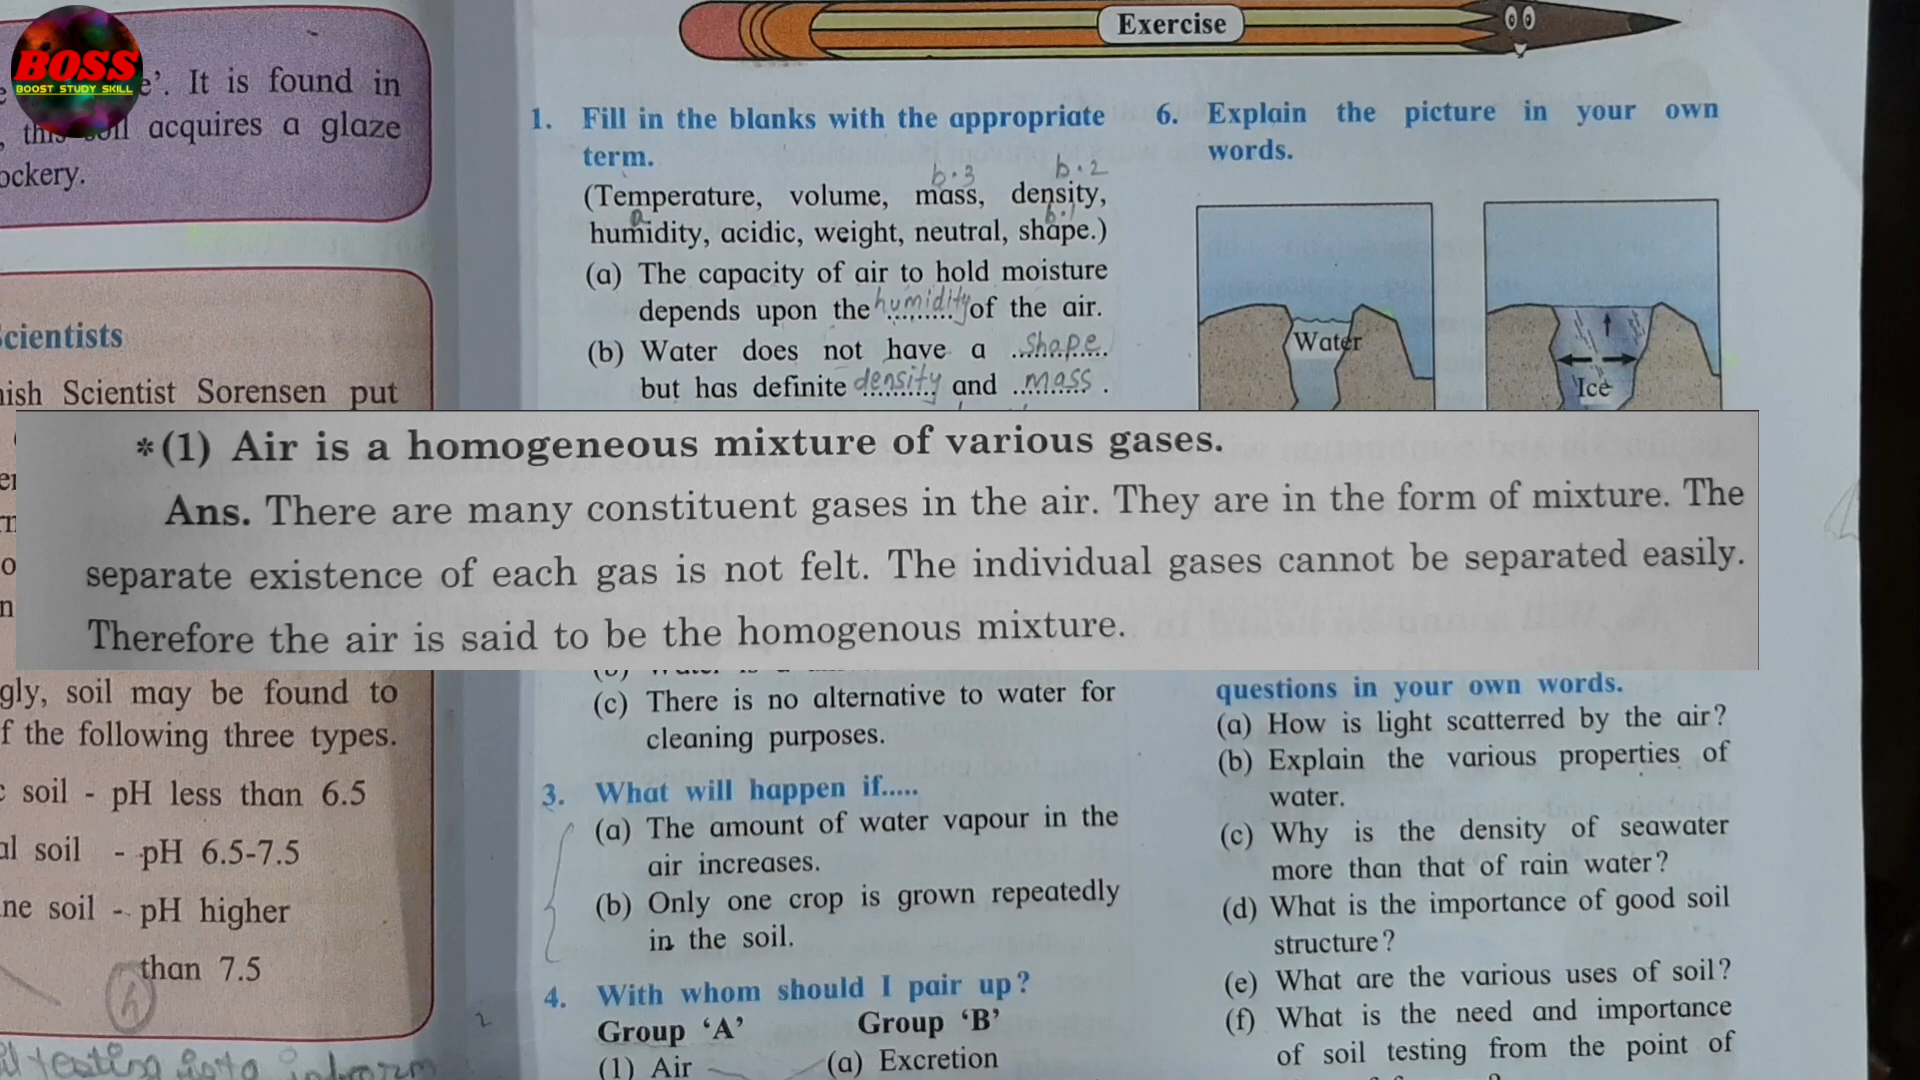 BOSS
BOOST STUDY SKILL
e’. It is found in
, this soil acquires a glaze
ockery.
Scientists
nish Scientist Sorensen put
gly, soil may be found to
f the following three types.
c soil - pH less than 6.5
al soil - pH 6.5-7.5
ne soil - pH higher
than 7.5
h
Exercise
1. Fill in the blanks with the appropriate
term.
b.3 b.2
(Temperature, volume, mass, density,
a b.1
humidity, acidic, weight, neutral, shape.)
(a) The capacity of air to hold moisture
depends upon the humidity of the air.
(b) Water does not have a shape
but has definite density and mass .
*(1) Air is a homogeneous mixture of various gases.
Ans. There are many constituent gases in the air. They are in the form of mixture. The
separate existence of each gas is not felt. The individual gases cannot be separated easily.
Therefore the air is said to be the homogenous mixture.
(c) There is no alternative to water for
cleaning purposes.
3. What will happen if.....
(a) The amount of water vapour in the
air increases.
(b) Only one crop is grown repeatedly
in the soil.
4. With whom should I pair up?
Group ‘A’ Group ‘B’
(1) Air (a) Excretion
6. Explain the picture in your own
words.
Water
Ice
questions in your own words.
(a) How is light scatterred by the air?
(b) Explain the various properties of
water.
(c) Why is the density of seawater
more than that of rain water?
(d) What is the importance of good soil
structure?
(e) What are the various uses of soil?
(f) What is the need and importance
of soil testing from the point of